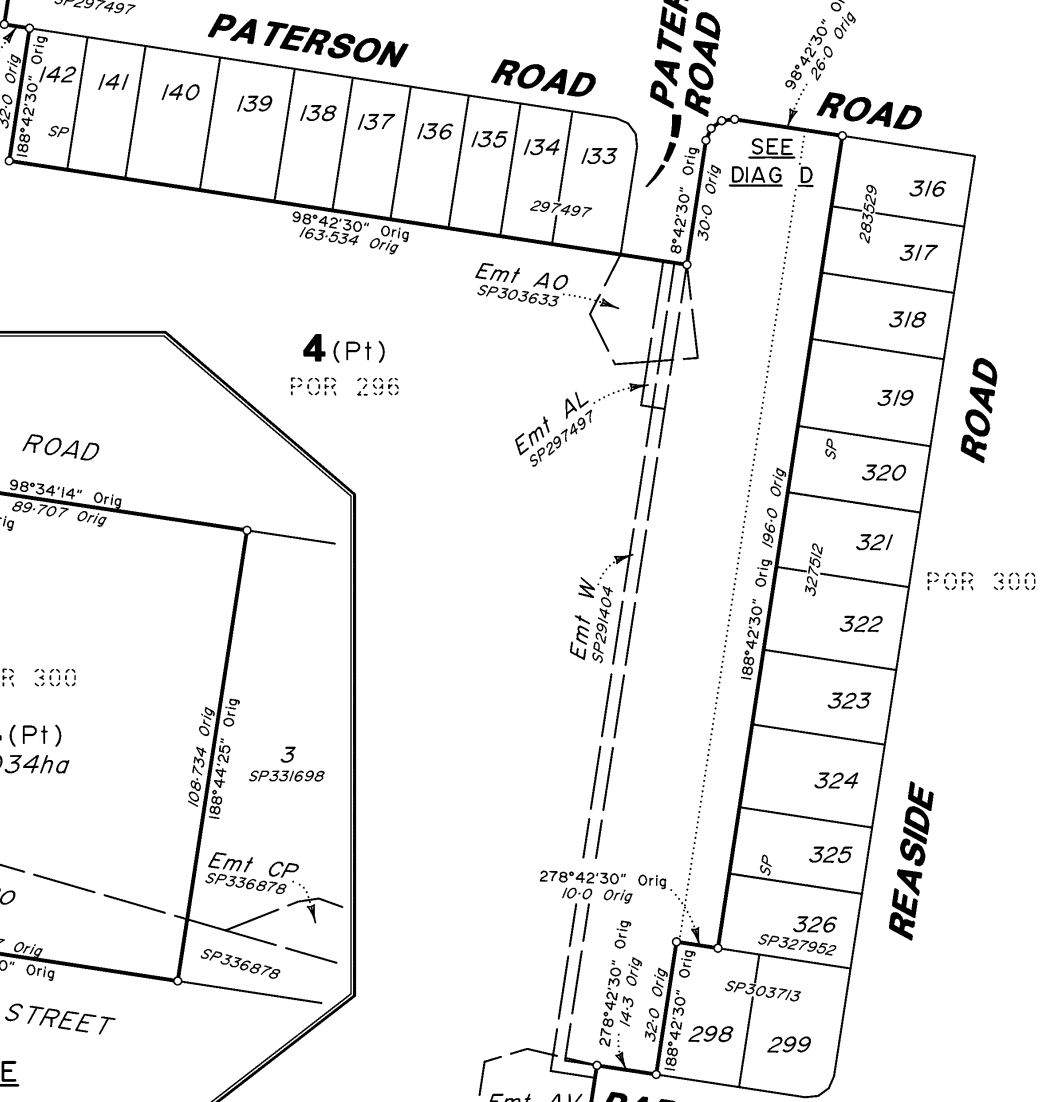 SP297497
PATERSON ROAD
ROAD
ROAD
32·0 Orig
188°42'30" Orig
142
141
140
139
138
137
136
135
134
133
SP
297497
98°42'30" Orig
163·534 Orig
8°42'30" Orig
30·0 Orig
98°42'30"
26·0 Orig
SEE
DIAG D
316
317
318
319
320
321
322
323
324
325
326
283529
SP
327512
SP
SP327952
ROAD
REASIDE
POR 300
Emt AO
SP303633
4 (Pt)
POR 296
Emt AL
SP297497
Emt W
SP291404
188°42'30" Orig 196·0 Orig
ROAD
98°34'14" Orig
89·707 Orig
300
(Pt)
034ha
108·734 Orig
188°44'25" Orig
3
SP331698
Emt CP
SP336878
SP336878
Orig
Orig
STREET
278°42'30" Orig
10·0 Orig
278°42'30" Orig
14·3 Orig
32·0 Orig
188°42'30" Orig
SP303713
298
299